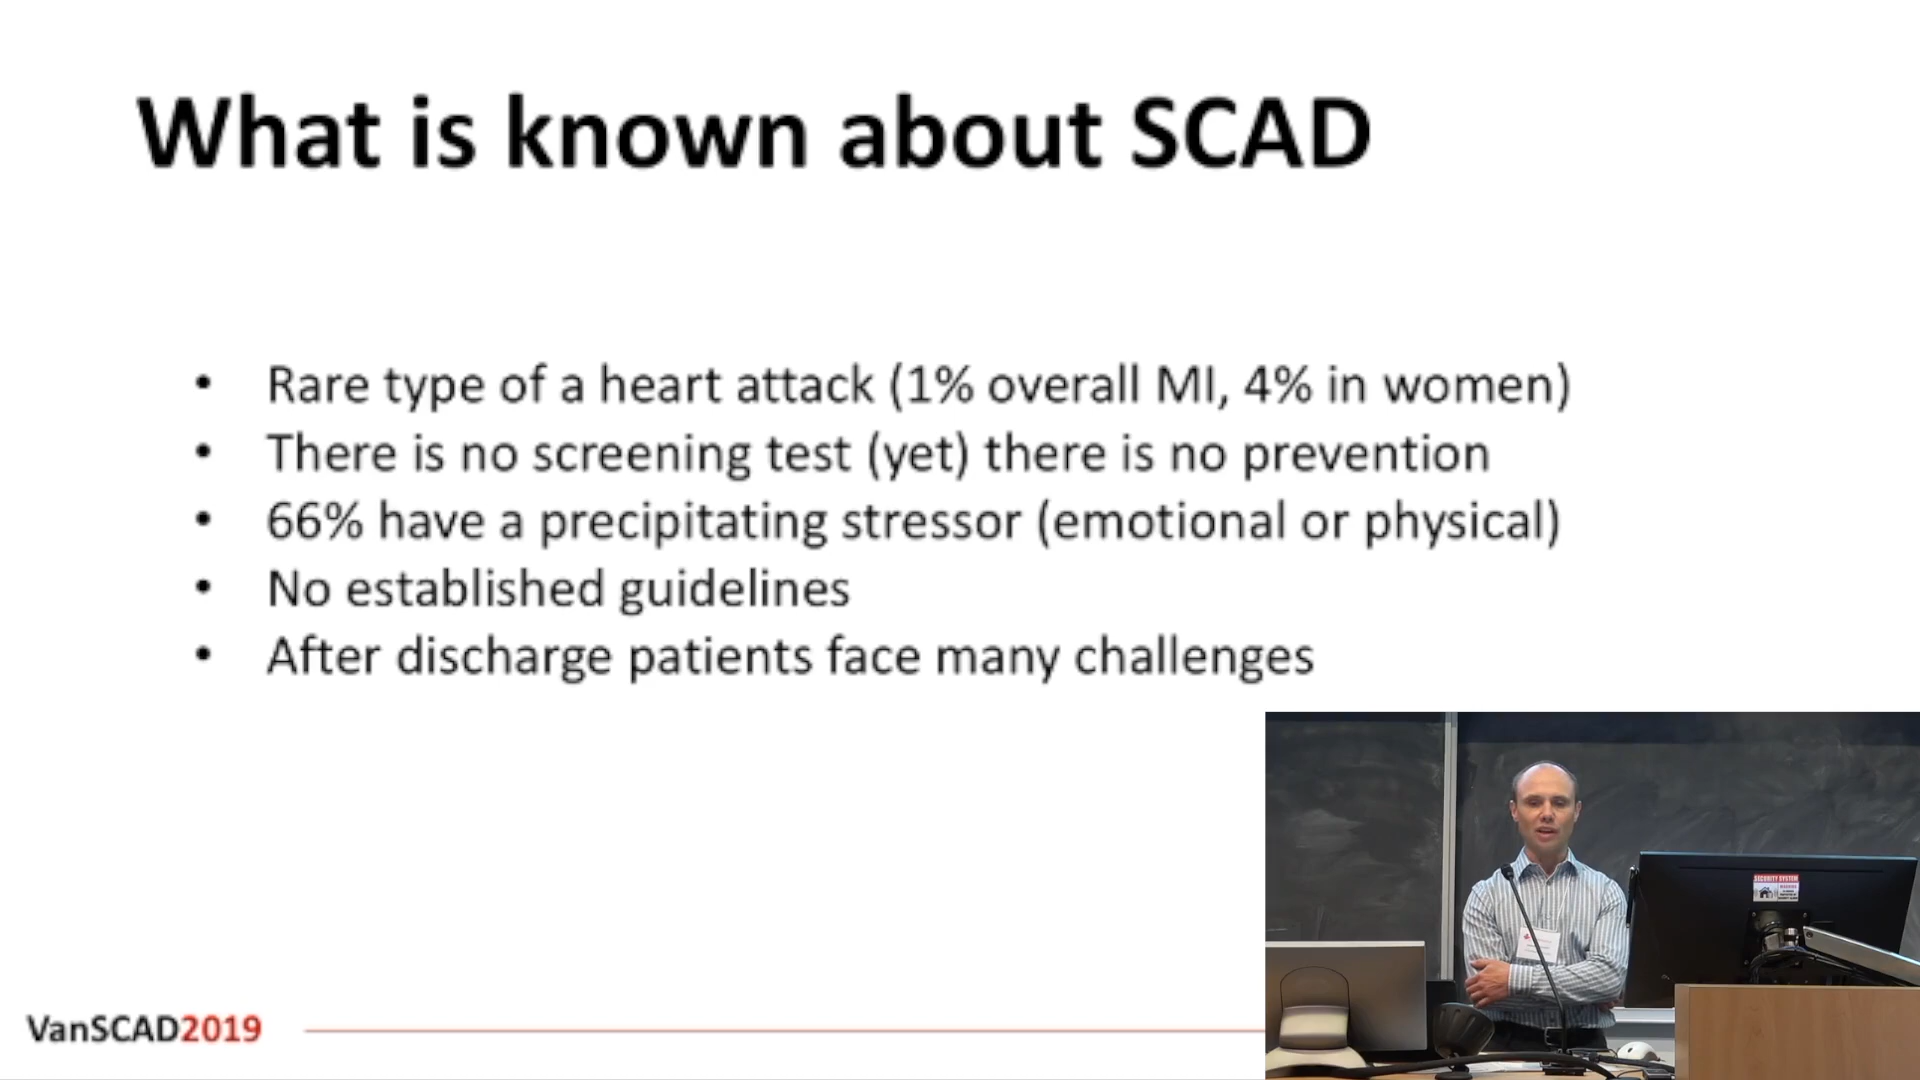 What is known about SCAD
• Rare type of a heart attack (1% overall MI, 4% in women)
• There is no screening test (yet) there is no prevention
• 66% have a precipitating stressor (emotional or physical)
• No established guidelines
• After discharge patients face many challenges
SECURITY SYSTEM
VanSCAD2019